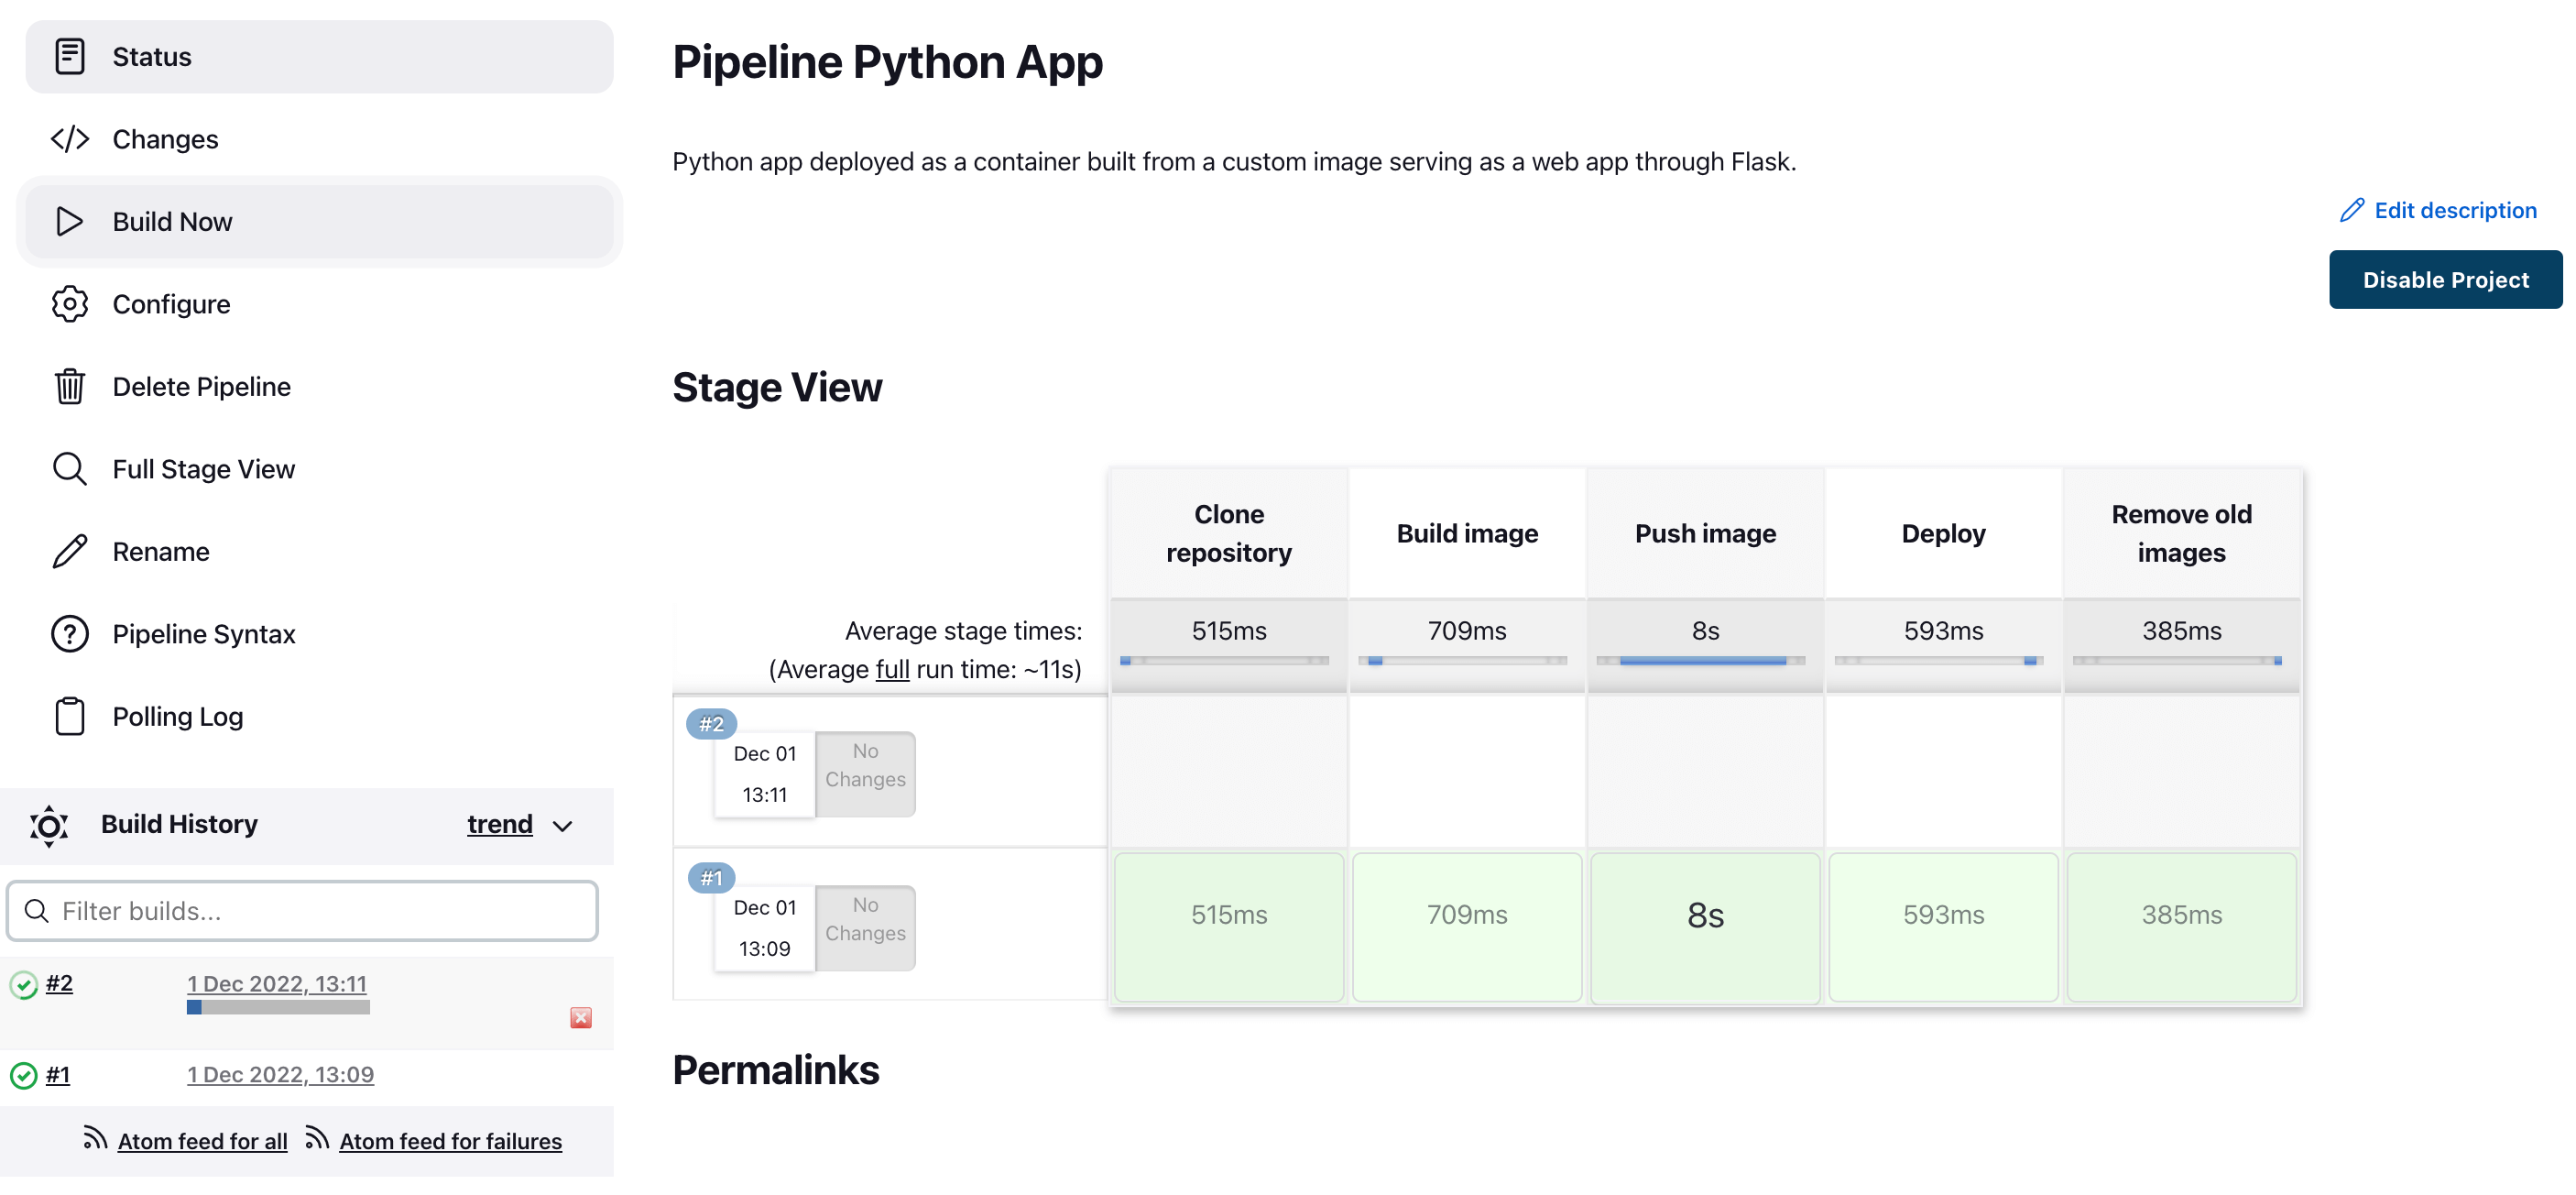 Status
Changes
Build Now
Configure
Delete Pipeline
Full Stage View
Rename
Pipeline Syntax
Polling Log
Build History
trend
Filter builds...
#2
1 Dec 2022, 13:11
#1
1 Dec 2022, 13:09
Atom feed for all
Atom feed for failures
Pipeline Python App
Python app deployed as a container built from a custom image serving as a web app through Flask.
Edit description
Disable Project
Stage View
Clone
repository
Build image
Push image
Deploy
Remove old
images
Average stage times:
(Average full run time: ~11s)
515ms
709ms
8s
593ms
385ms
#2
Dec 01
13:11
No
Changes
#1
Dec 01
13:09
No
Changes
515ms
709ms
8s
593ms
385ms
Permalinks